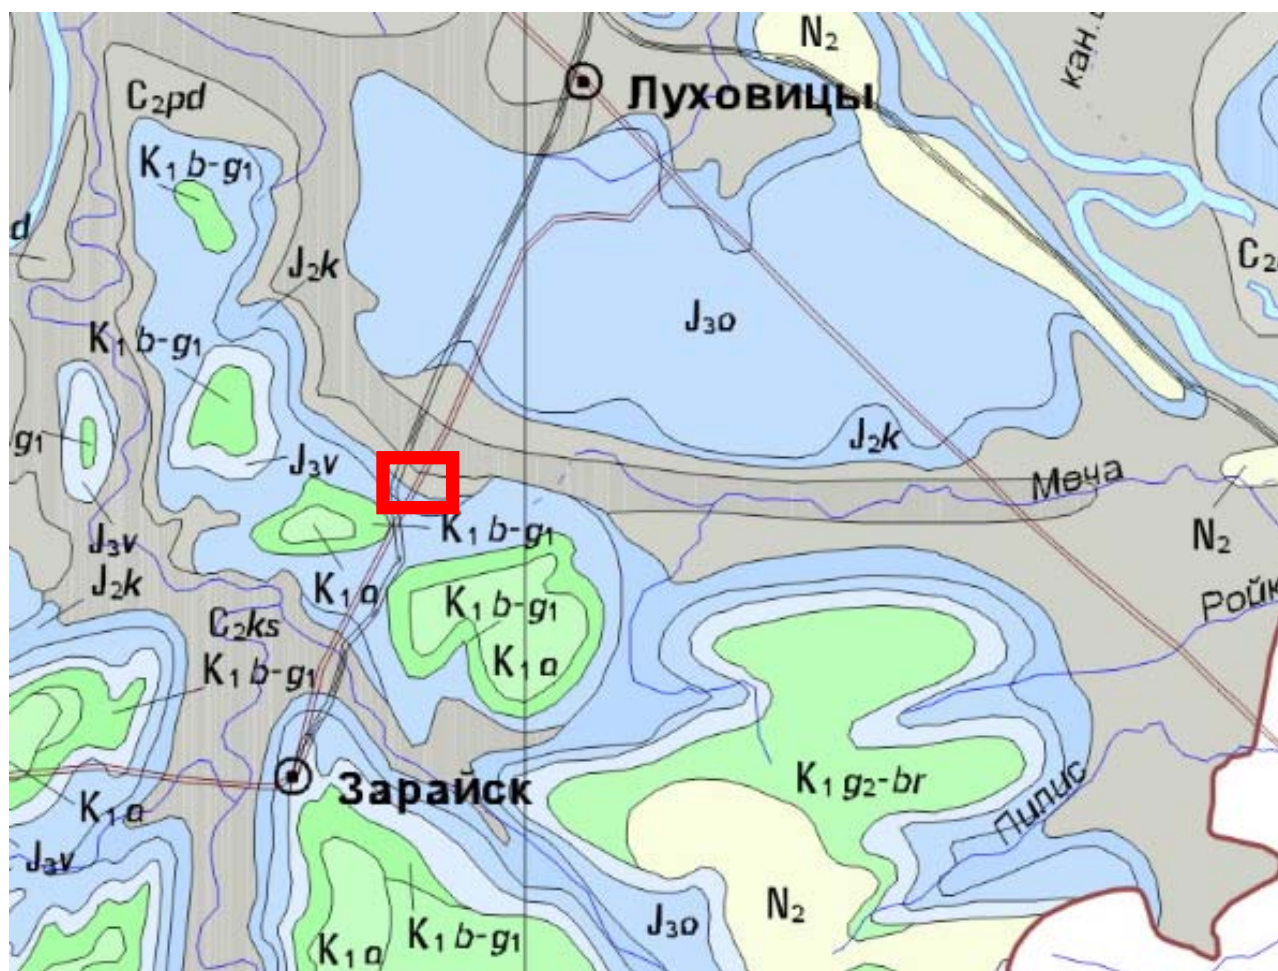 N₂
кан.
Луховицы
C₂pd
K₁ b-g₁
d
J₂k
C₂
J₃o
K₁ b-g₁
g₁
J₃v
J₂k
Меча
N₂
J₃v
K₁ b-g₁
J₂k
K₁ a
K₁ b-g₁
Ройк
C₂ks
K₁ a
K₁ b-g₁
Зарайск
K₁ g₂-br
Пилис
K₁ a
J₃v
N₂
J₃o
K₁ b-g₁
K₁ a